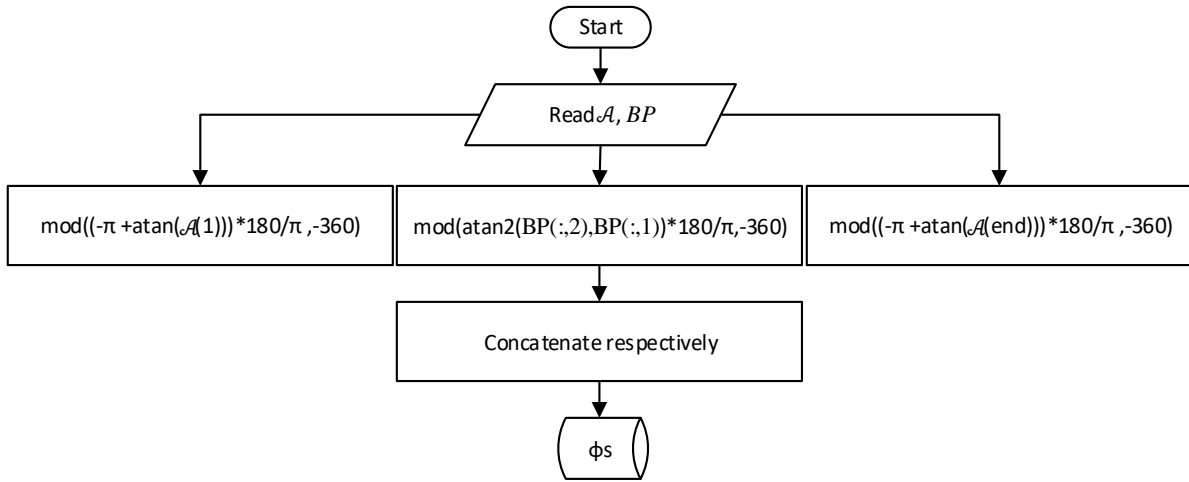 Start
Read 𝒜, BP
mod((-π +atan(𝒜(1)))*180/π ,-360)
mod(atan2(BP(:,2),BP(:,1))*180/π,-360)
mod((-π +atan(𝒜(end)))*180/π ,-360)
Concatenate respectively
ϕs